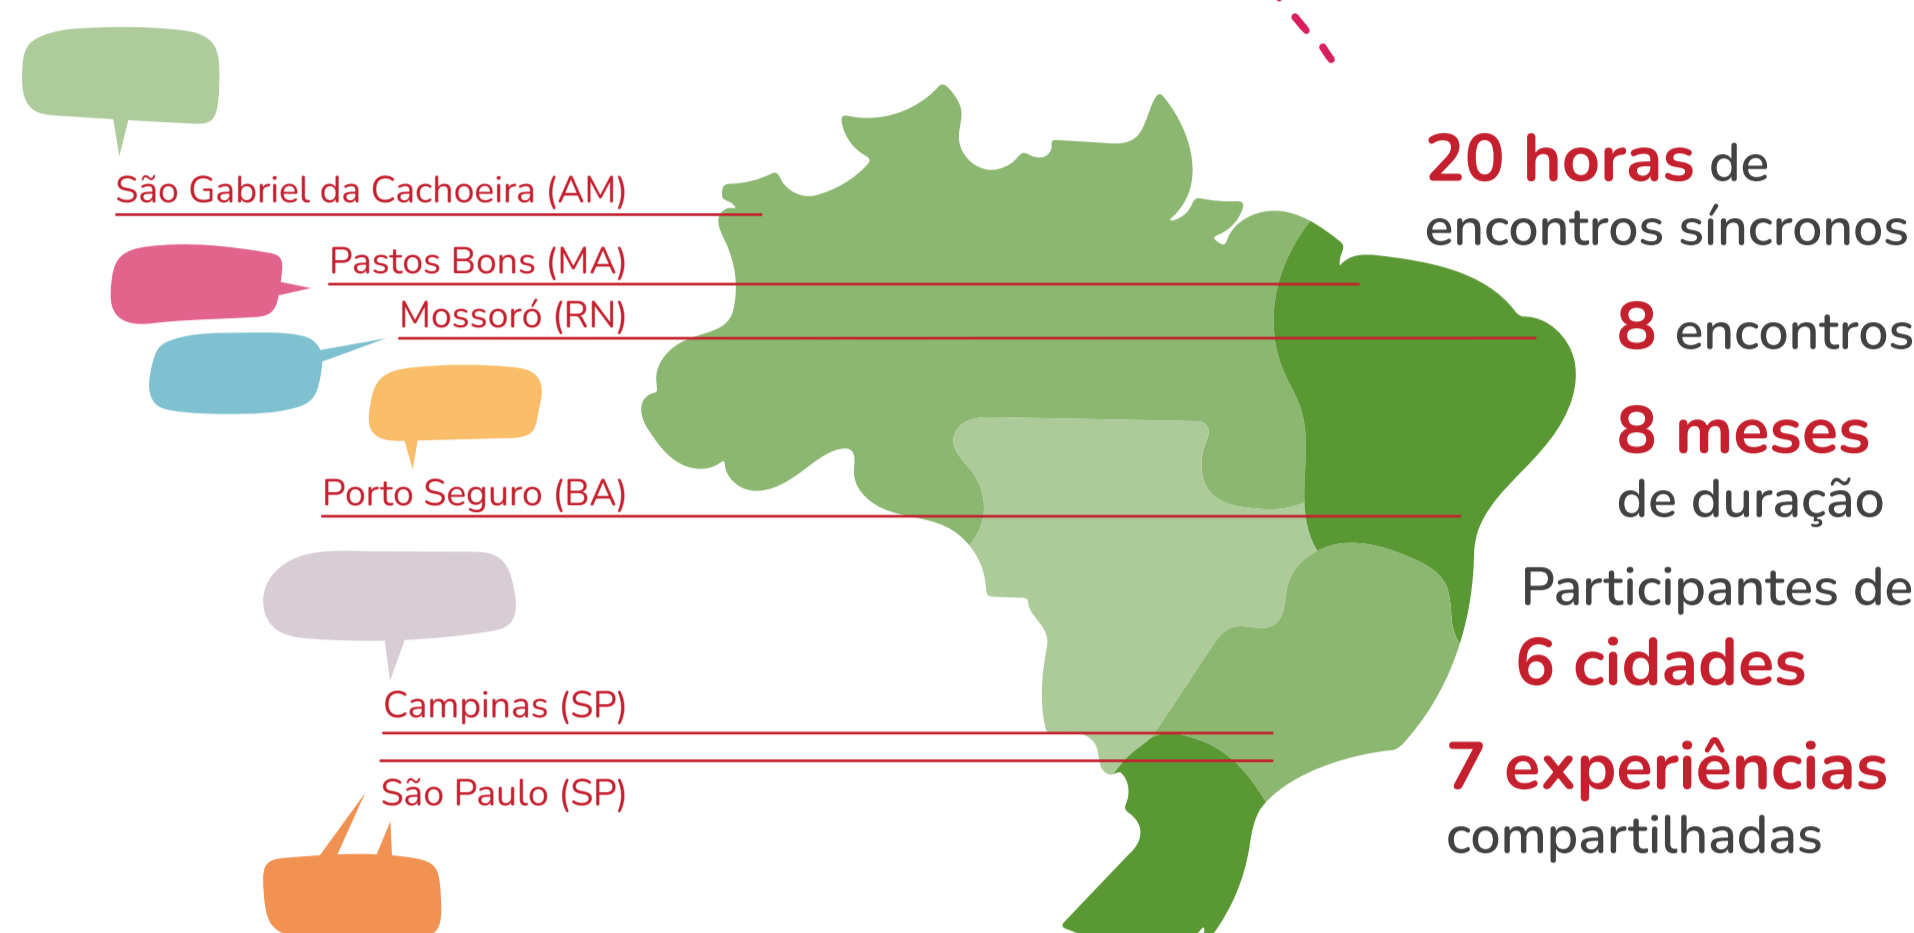 São Gabriel da Cachoeira (AM)
Pastos Bons (MA)
Mossoró (RN)
Porto Seguro (BA)
Campinas (SP)
São Paulo (SP)
20 horas de
encontros síncronos
8 encontros
8 meses
de duração
Participantes de
6 cidades
7 experiências
compartilhadas